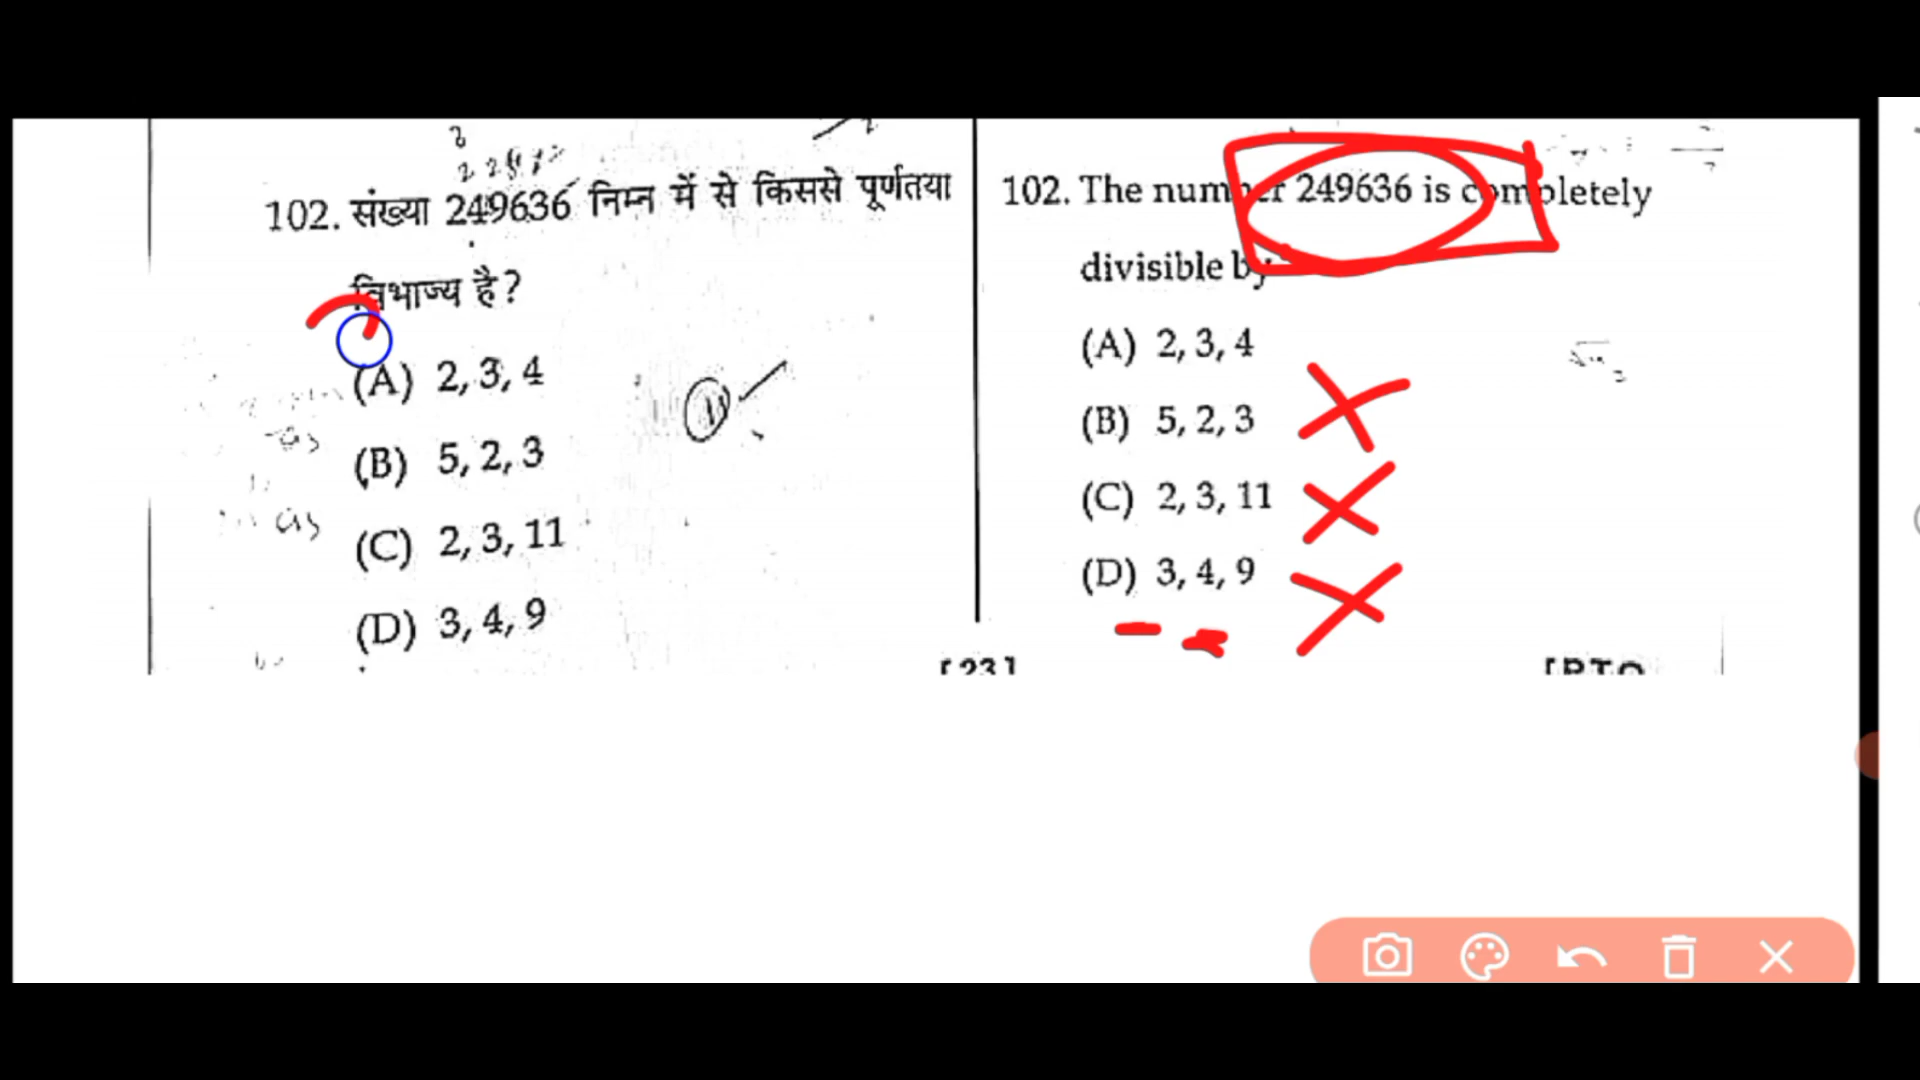 102. संख्या 249636 निम्न में से किससे पूर्णतया
विभाज्य है?
(A) 2, 3, 4
(B) 5, 2, 3
(C) 2, 3, 11
(D) 3, 4, 9
102. The number 249636 is completely
divisible by
(A) 2, 3, 4
(B) 5, 2, 3
(C) 2, 3, 11
(D) 3, 4, 9
[23]
[P.T.O